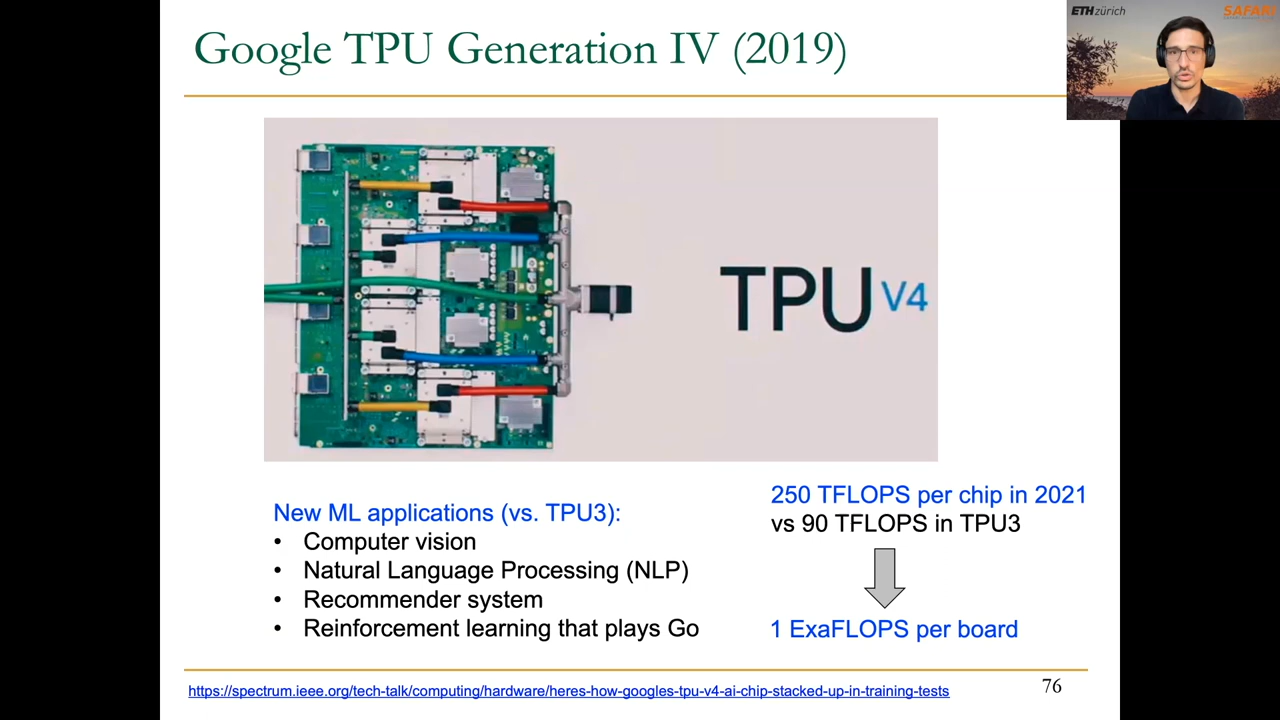 Google TPU Generation IV (2019)
ETH zürich
SAFARI
TPU V4
New ML applications (vs. TPU3):
• Computer vision
• Natural Language Processing (NLP)
• Recommender system
• Reinforcement learning that plays Go
250 TFLOPS per chip in 2021
vs 90 TFLOPS in TPU3
1 ExaFLOPS per board
https://spectrum.ieee.org/tech-talk/computing/hardware/heres-how-googles-tpu-v4-ai-chip-stacked-up-in-training-tests
76